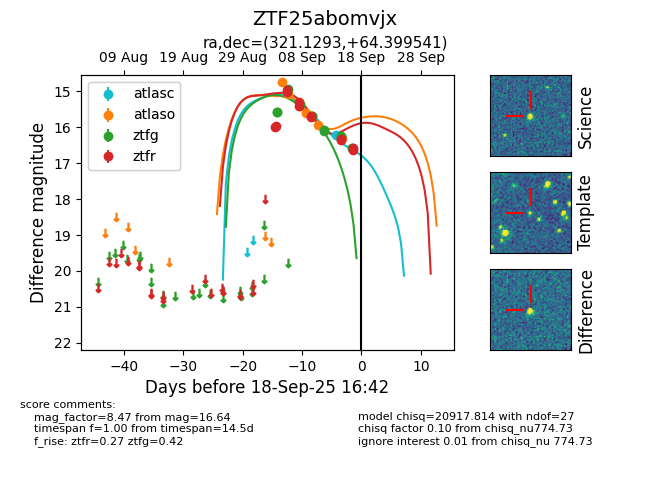 ZTF25abomvjx
ra,dec=(321.1293,+64.399541)
09 Aug 19 Aug 29 Aug 08 Sep 18 Sep 28 Sep
atlasc
atlaso
ztfg
ztfr
15
16
17
18
19
20
21
22
Difference magnitude
−40 −30 −20 −10 0 10
Days before 18-Sep-25 16:42
Science
Template
Difference
score comments:
mag_factor=8.47 from mag=16.64
timespan f=1.00 from timespan=14.5d
f_rise: ztfr=0.27 ztfg=0.42
model chisq=20917.814 with ndof=27
chisq factor 0.10 from chisq_nu774.73
ignore interest 0.01 from chisq_nu 774.73